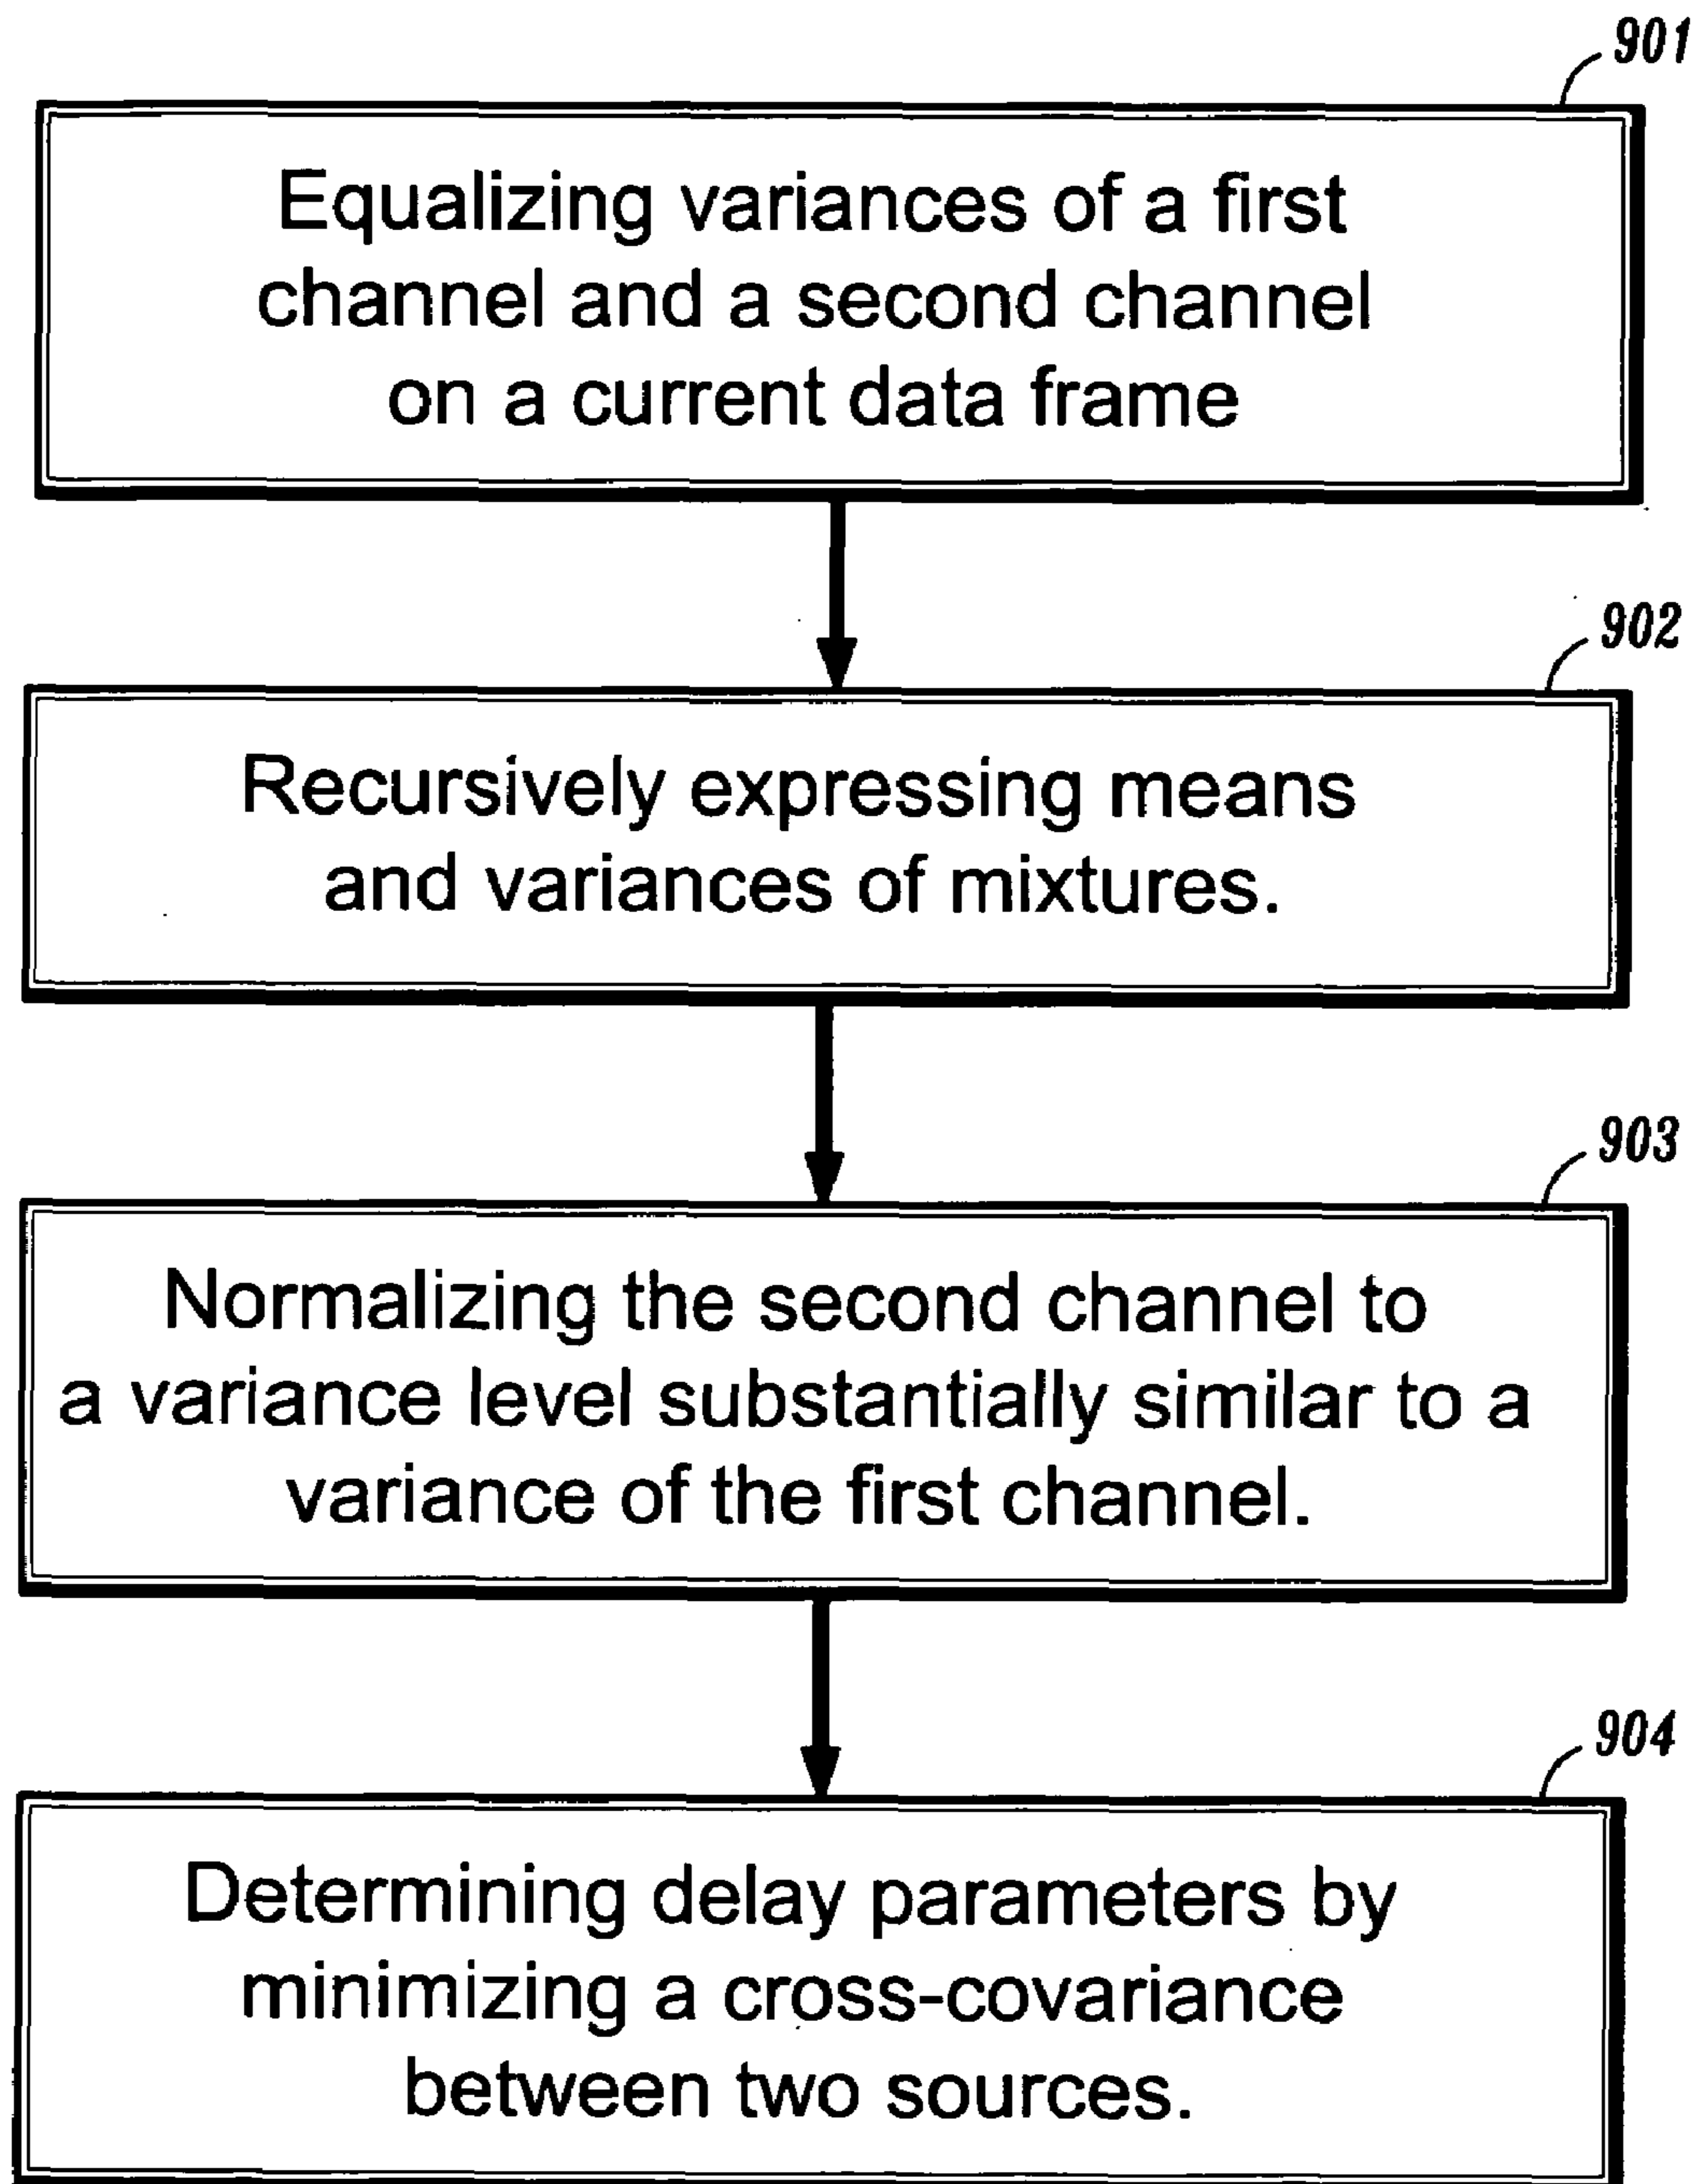 901
Equalizing variances of a first
channel and a second channel
on a current data frame
902
Recursively expressing means
and variances of mixtures.
903
Normalizing the second channel to
a variance level substantially similar to a
variance of the first channel.
904
Determining delay parameters by
minimizing a cross-covariance
between two sources.